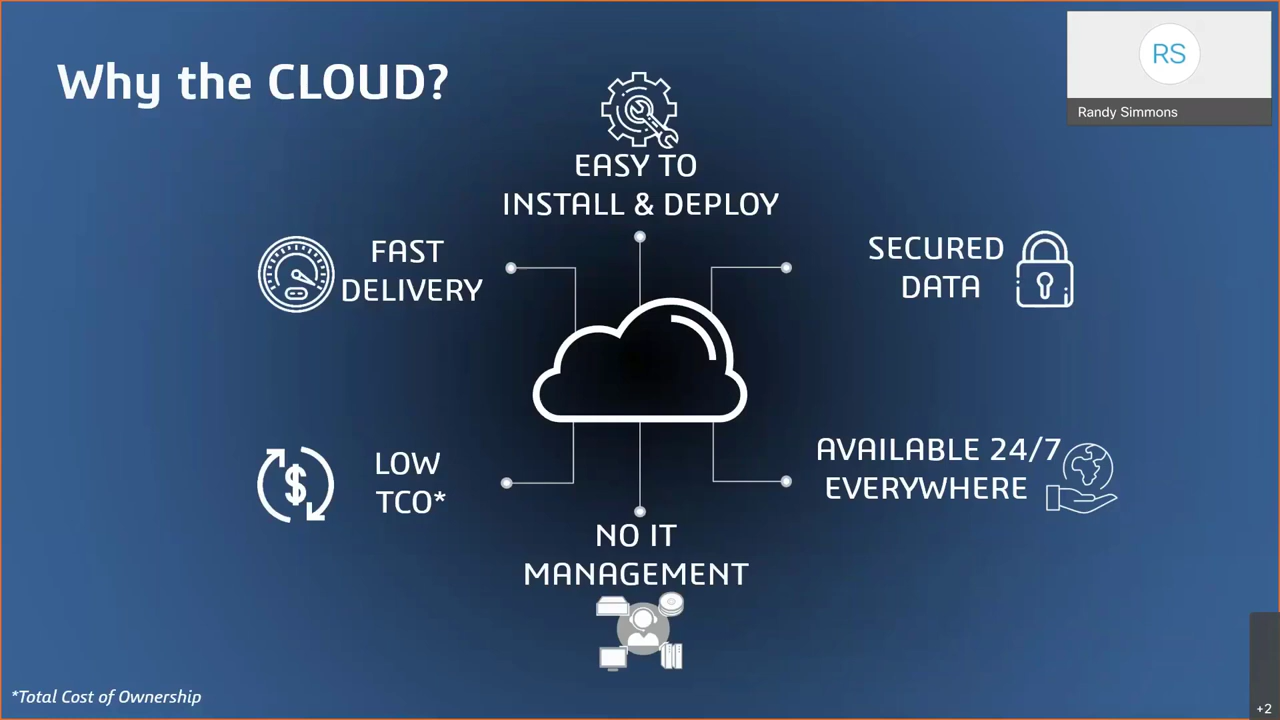 Why the CLOUD?
RS
Randy Simmons
EASY TO
INSTALL & DEPLOY
FAST
DELIVERY
SECURED
DATA
$
LOW
TCO*
AVAILABLE 24/7
EVERYWHERE
NO IT
MANAGEMENT
*Total Cost of Ownership
+2